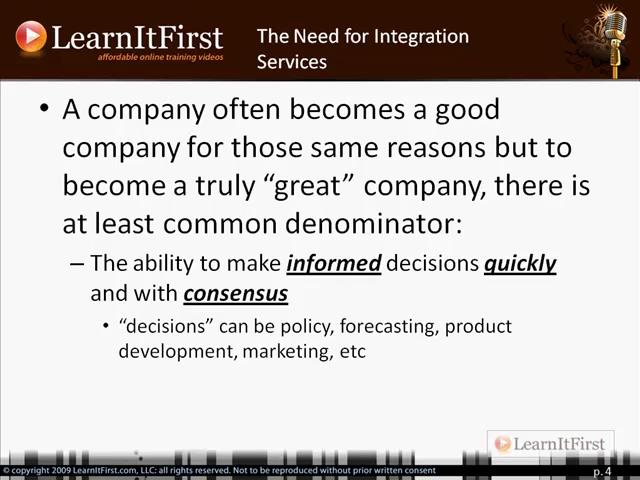 LearnItFirst
affordable online training videos
The Need for Integration
Services
• A company often becomes a good
company for those same reasons but to
become a truly “great” company, there is
at least common denominator:
– The ability to make informed decisions quickly
and with consensus
• “decisions” can be policy, forecasting, product
development, marketing, etc
LearnItFirst
© copyright 2009 LearnItFirst.com, LLC: all rights reserved. Not to be reproduced without prior written consent
p. 4